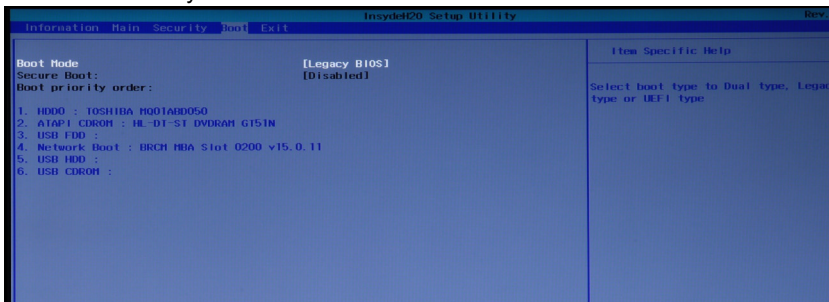 InsydeH20 Setup Utility
Rev.
Information Main Security Boot Exit
Item Specific Help
Boot Mode [Legacy BIOS]
Secure Boot: [Disabled]
Boot priority order:
Select boot type to Dual type, Legac
type or UEFI type
1. HDD0 : TOSHIBA MQ01ABD050
2. ATAPI CDROM : HL-DT-ST DVDRAM GT51N
3. USB FDD :
4. Network Boot : BRCM MBA Slot 0200 v15.0.11
5. USB HDD :
6. USB CDROM :